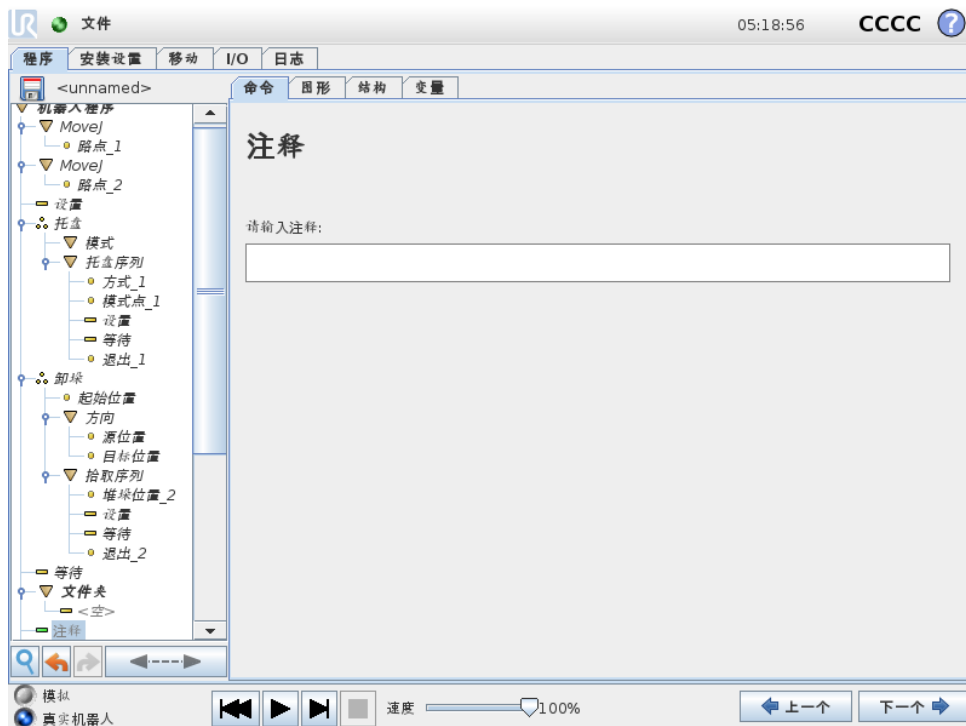 UR 文件 05:18:56 CCCC ?
程序 安装设置 移动 I/O 日志
<unnamed> 命令 图形 结构 变量
机器人程序
MoveJ
路点_1
MoveJ
路点_2
设置
托盘
模式
托盘序列
方式_1
模式点_1
设置
等待
退出_1
卸垛
起始位置
方向
源位置
目标位置
拾取序列
堆垛位置_2
设置
等待
退出_2
等待
文件夹
<空>
注释
注释
请输入注释:
模拟
真实机器人
速度 100%
上一个 下一个